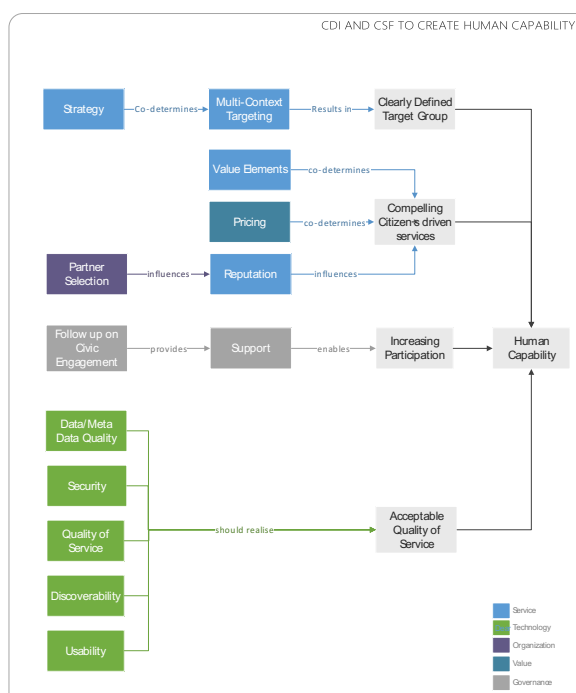 CDI AND CSF TO CREATE HUMAN CAPABILITY
Strategy
Co-determines
Multi-Context
Targeting
Results in
Clearly Defined
Target Group
Value Elements
co-determines
Pricing
co-determines
Compelling
Citizens driven
services
Partner
Selection
influences
Reputation
influences
Follow up on
Civic
Engagement
provides
Support
enables
Increasing
Participation
Human
Capability
Data/Meta
Data Quality
Security
Quality of
Service
should realise
Acceptable
Quality of
Service
Discoverability
Usability
Service
Technology
Organization
Value
Governance